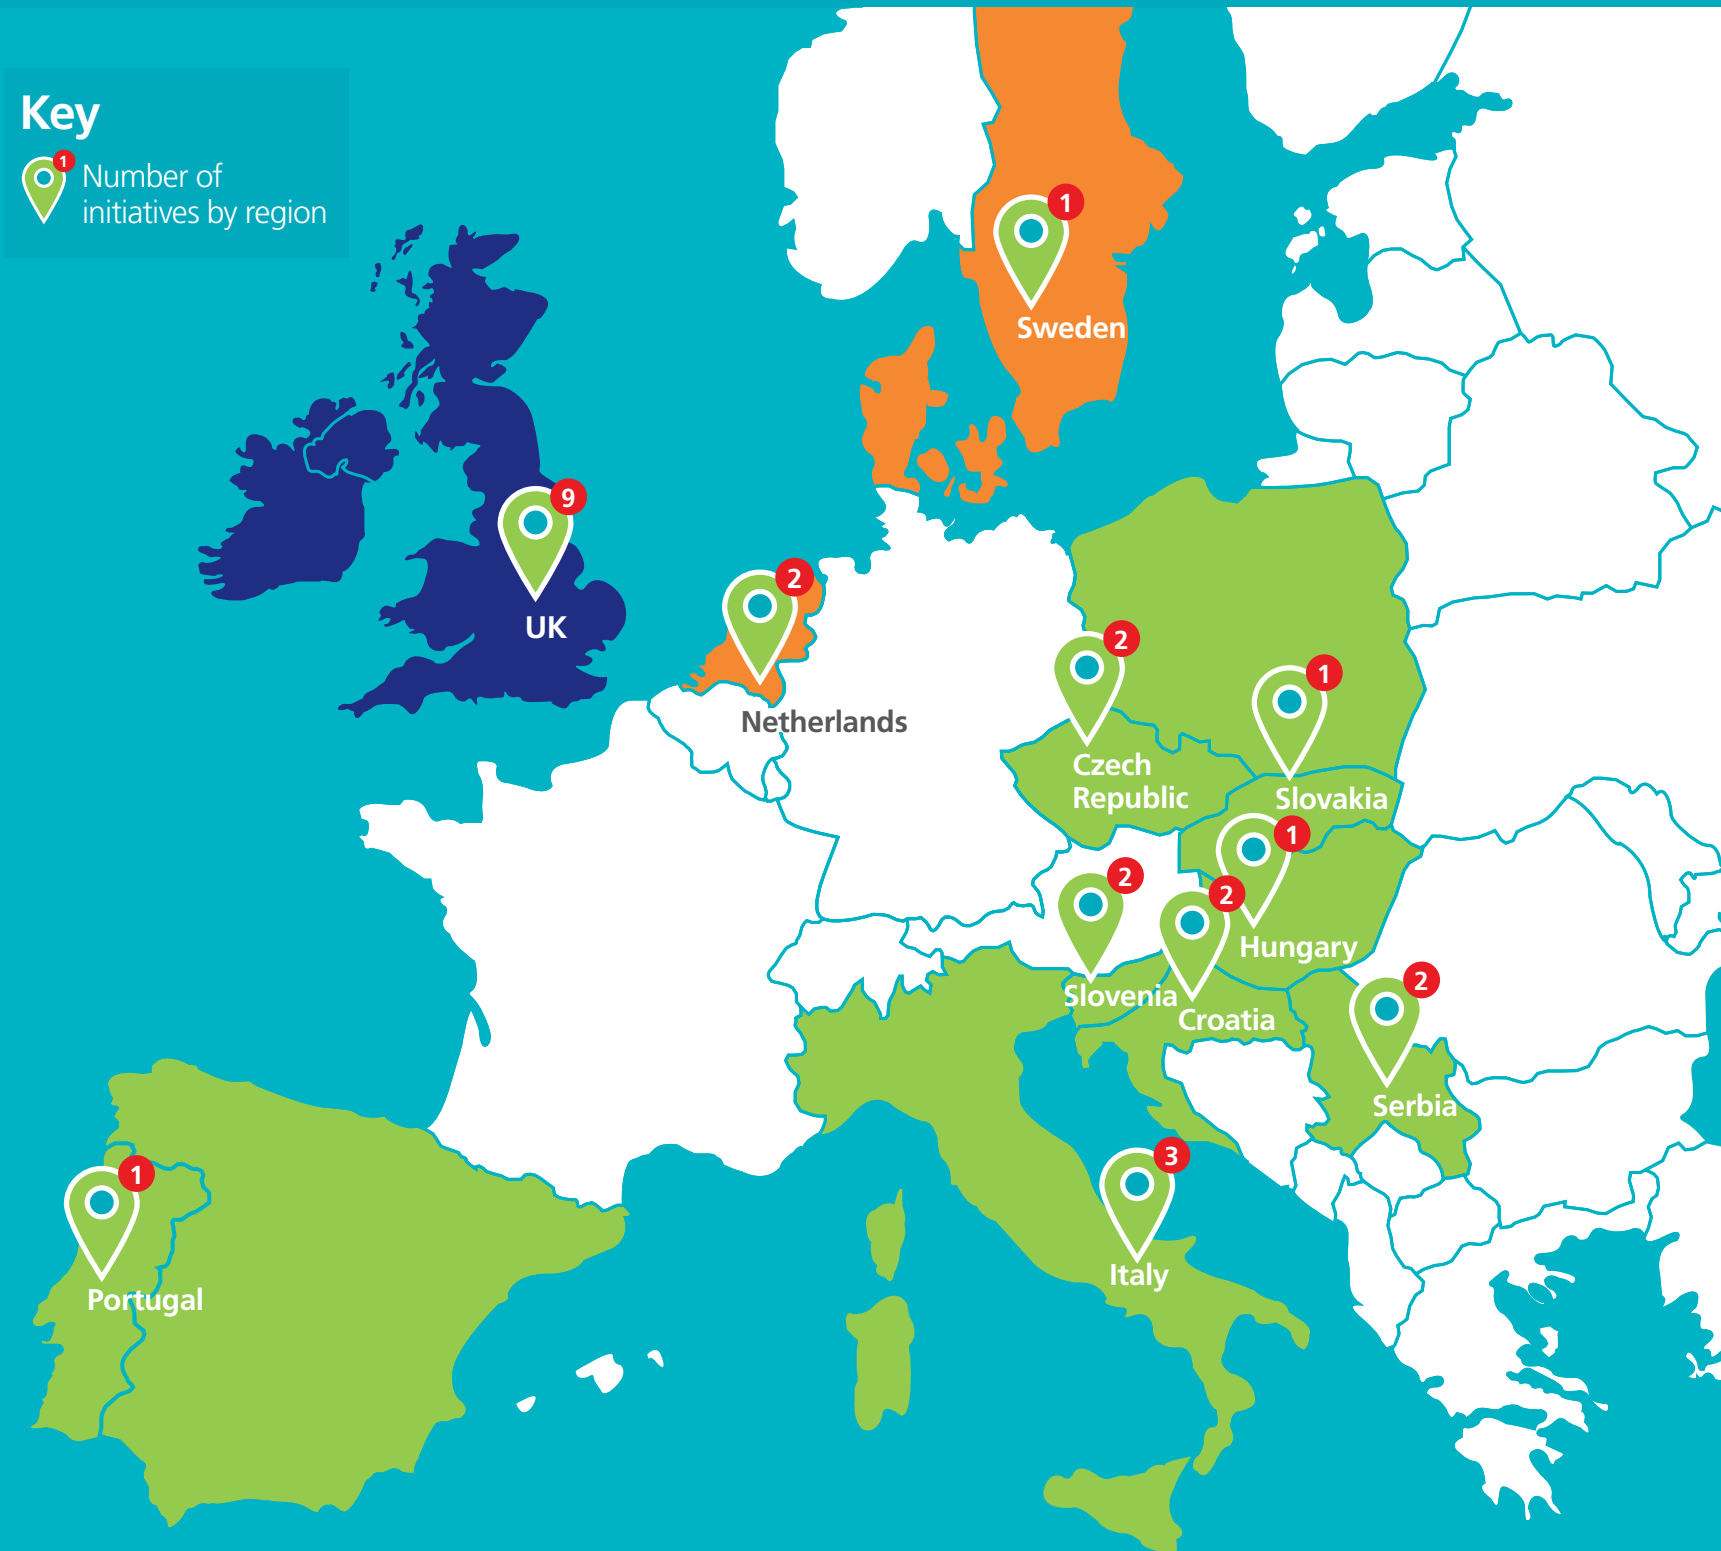 Key
1
Number of
initiatives by region
1
Sweden
9
UK
2
Netherlands
2
Czech
Republic
1
Slovakia
1
Hungary
2
Slovenia
2
Croatia
2
Serbia
3
Italy
1
Portugal